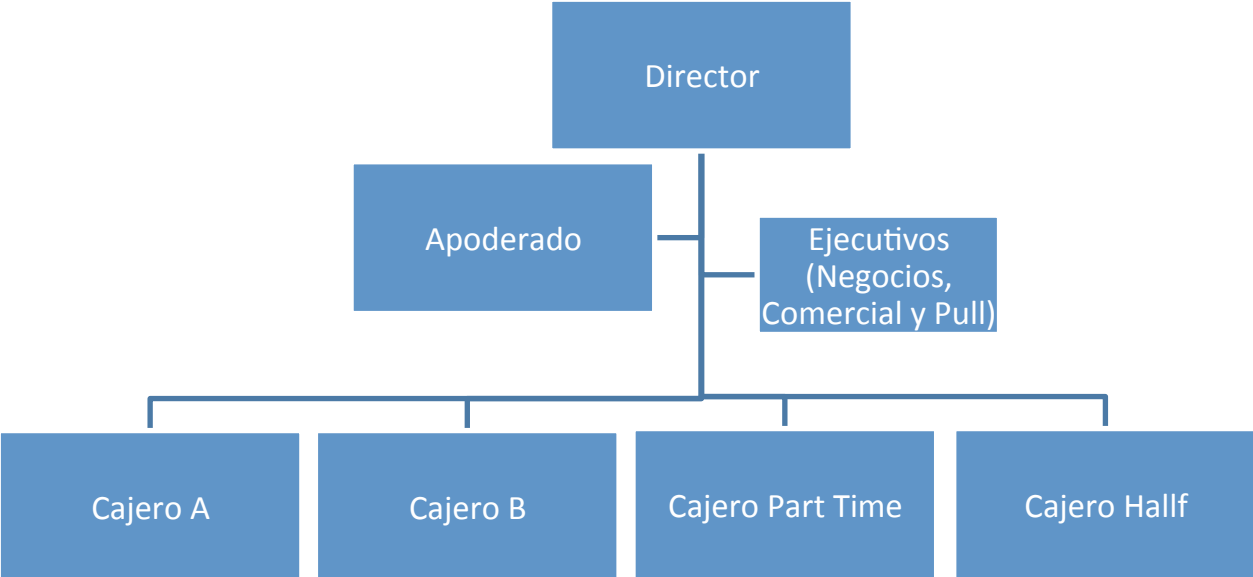 Director
Apoderado
Ejecutivos
(Negocios,
Comercial y Pull)
Cajero A
Cajero B
Cajero Part Time
Cajero Hallf